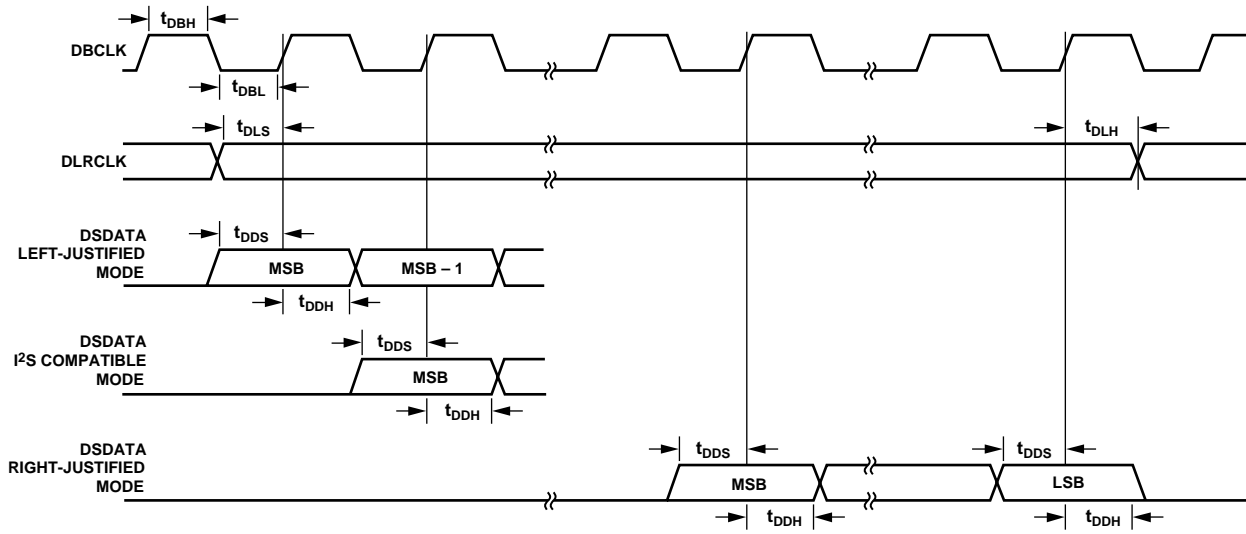 tDBH
DBCLK
tDBL
tDLS
tDLH
DLRCLK
DSDATA
LEFT-JUSTIFIED
MODE
tDDS
MSB
MSB – 1
tDDH
DSDATA
I²S COMPATIBLE
MODE
tDDS
MSB
tDDH
DSDATA
RIGHT-JUSTIFIED
MODE
tDDS
tDDS
MSB
LSB
tDDH
tDDH